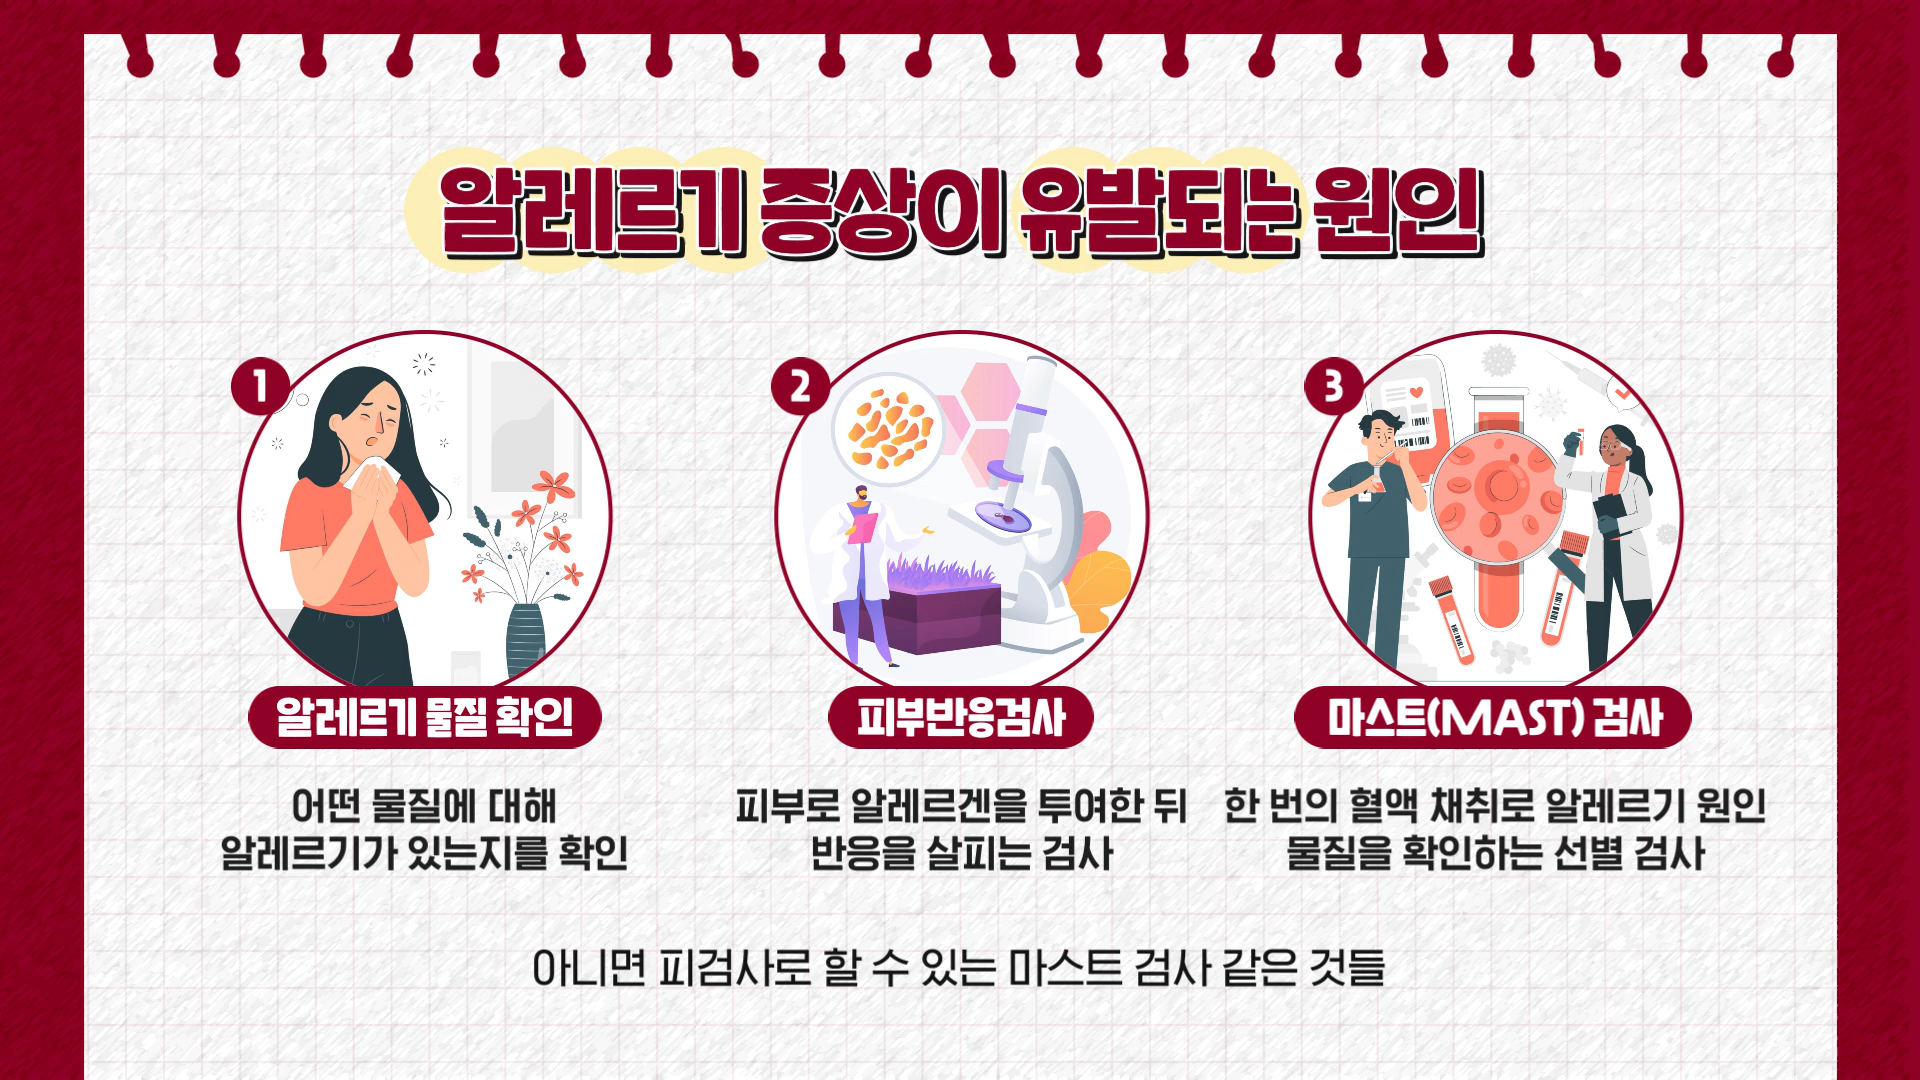 알레르기 증상이 유발되는 원인
1
알레르기 물질 확인
어떤 물질에 대해
알레르기가 있는지를 확인
2
피부반응검사
피부로 알레르겐을 투여한 뒤
반응을 살피는 검사
3
마스트(MAST) 검사
한 번의 혈액 채취로 알레르기 원인
물질을 확인하는 선별 검사
아니면 피검사로 할 수 있는 마스트 검사 같은 것들